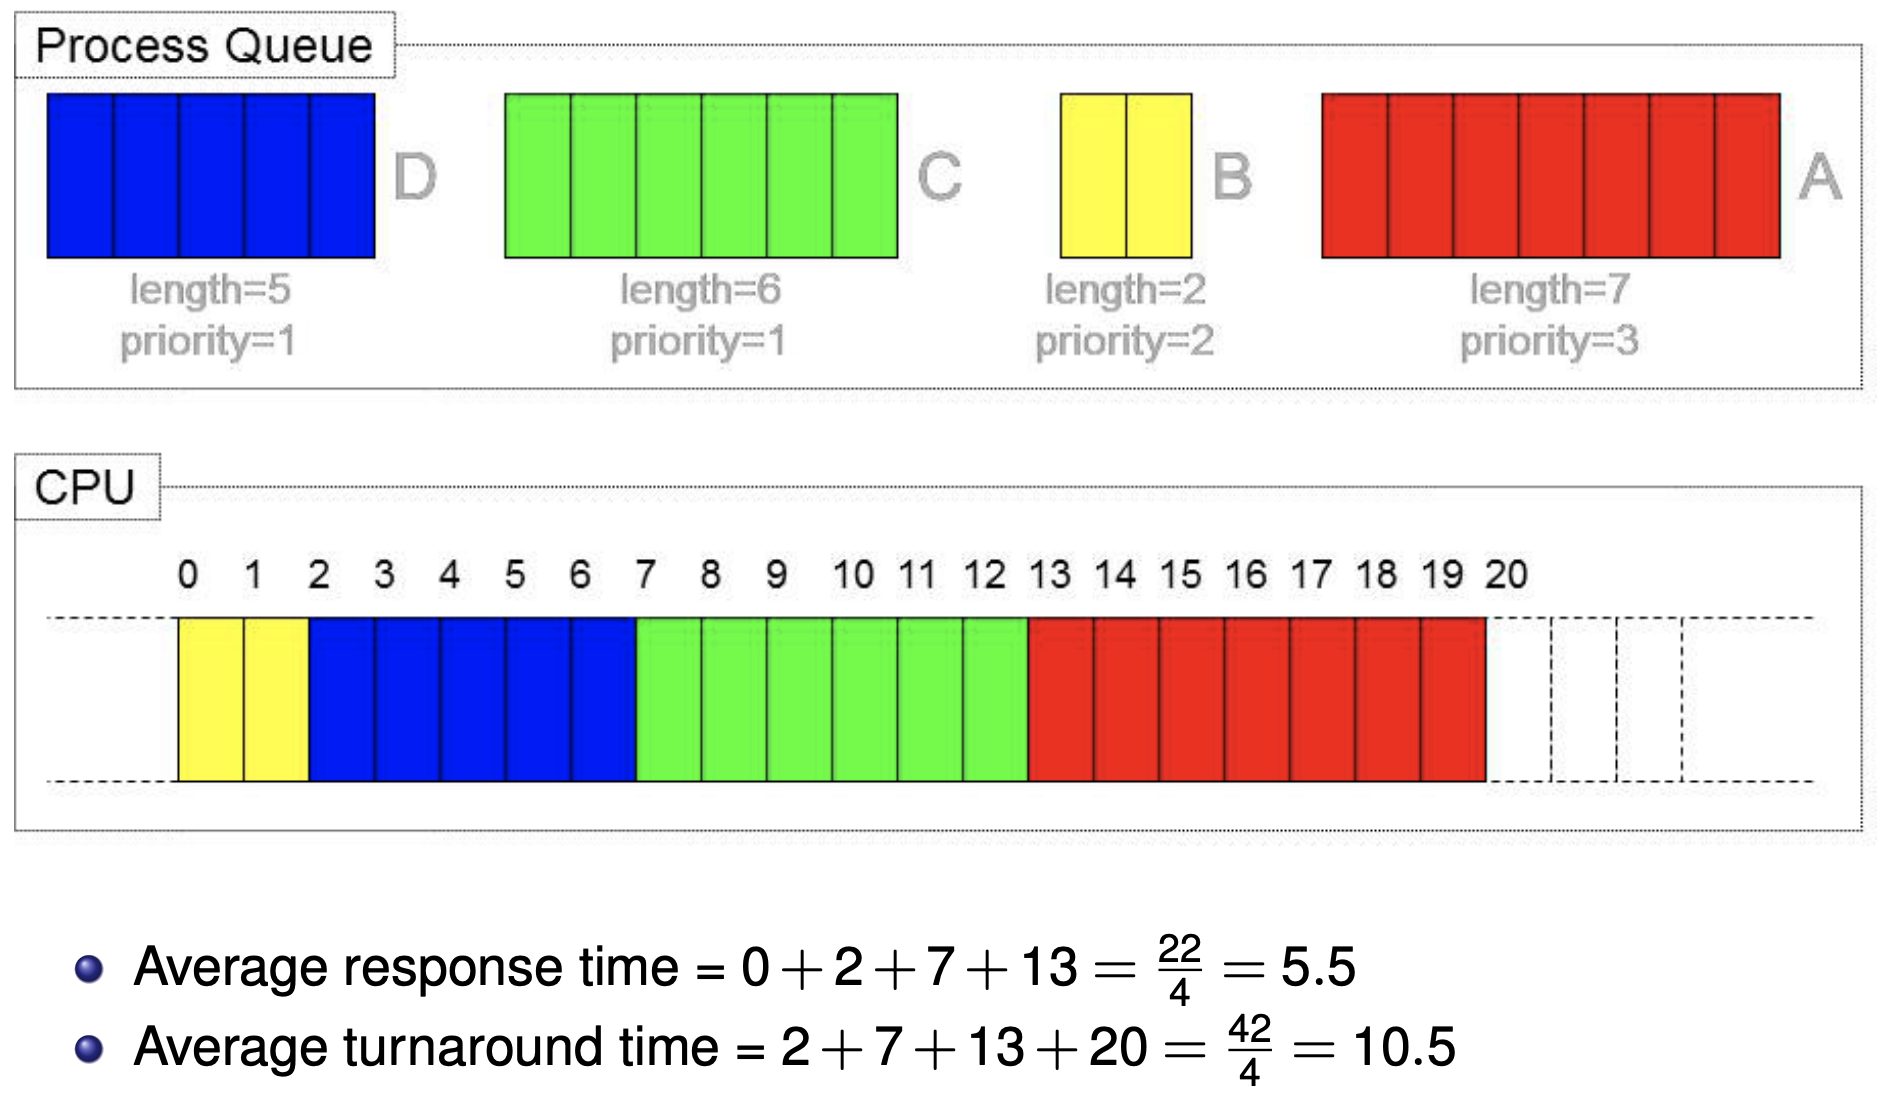 Process Queue
D C B A
length=5 length=6 length=2 length=7
priority=1 priority=1 priority=2 priority=3
CPU
0 1 2 3 4 5 6 7 8 9 10 11 12 13 14 15 16 17 18 19 20
Average response time = 0 + 2 + 7 + 13 = 22/4 = 5.5
Average turnaround time = 2 + 7 + 13 + 20 = 42/4 = 10.5